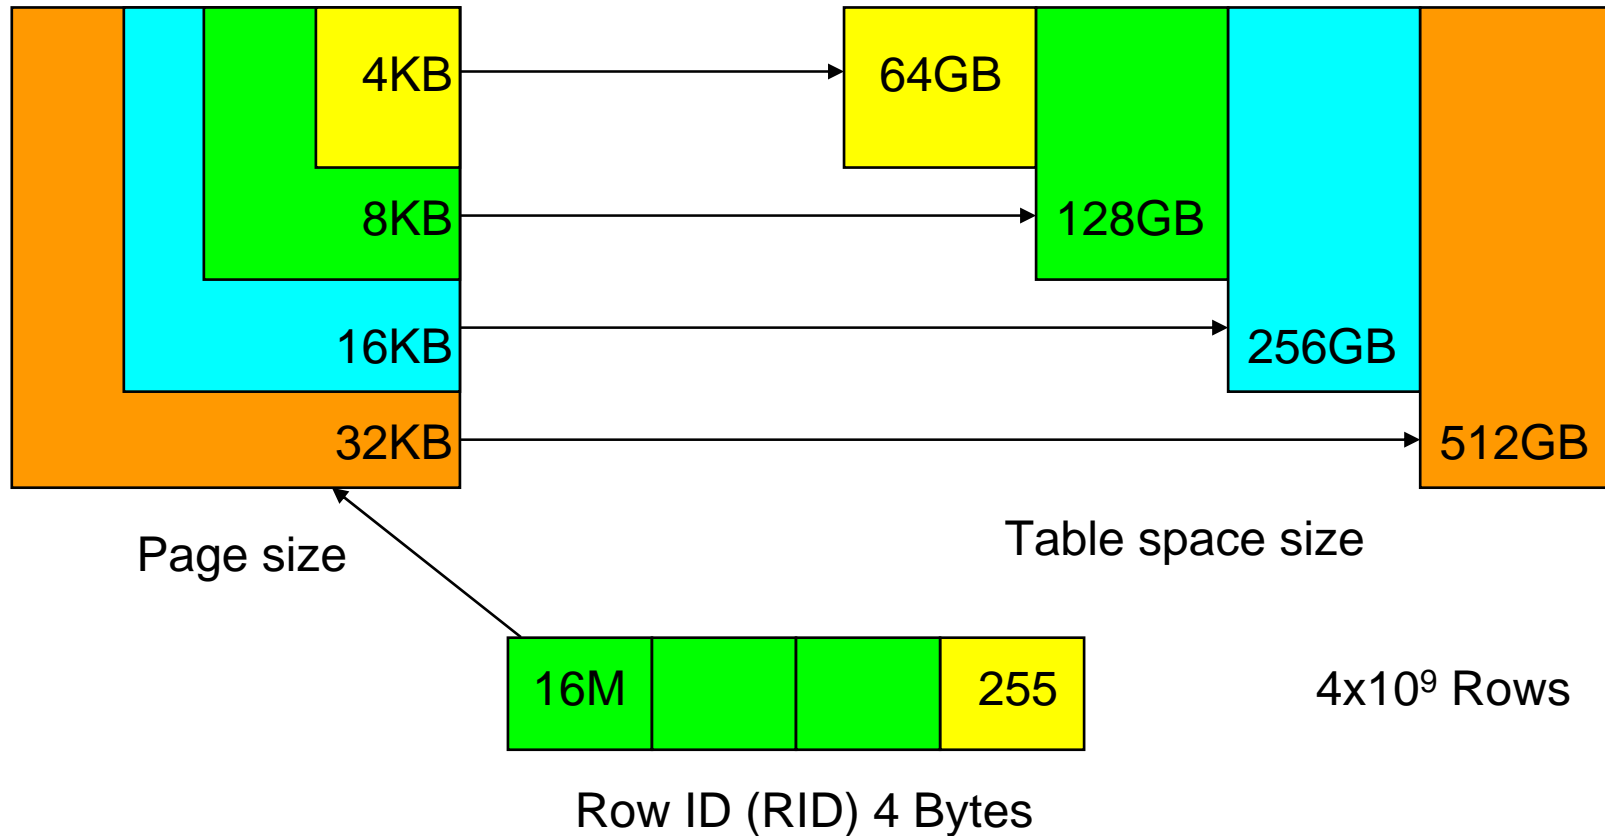 4KB
64GB
8KB
128GB
16KB
256GB
32KB
512GB
Page size
Table space size
16M
255
4x10⁹ Rows
Row ID (RID) 4 Bytes